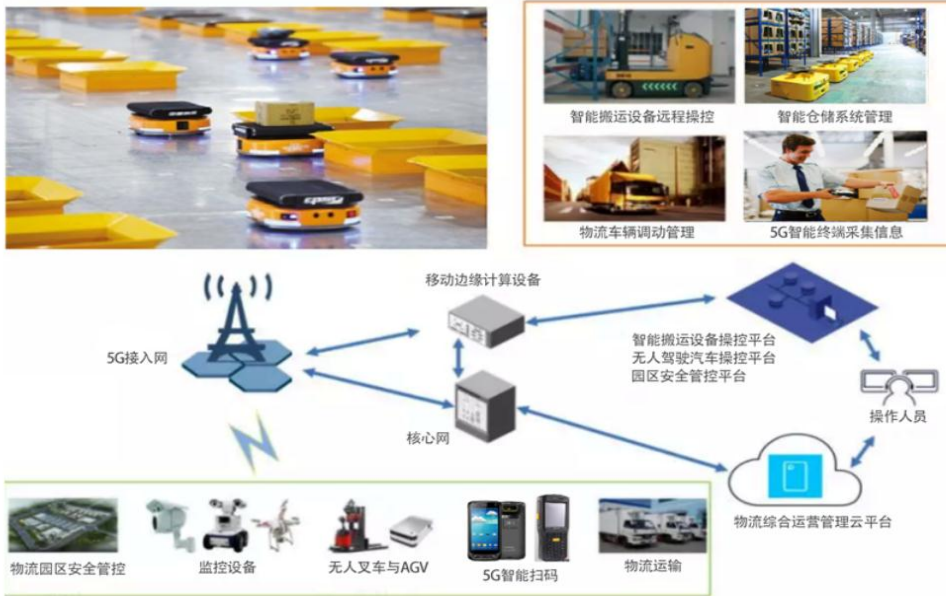 智能搬运设备远程操控
智能仓储系统管理
物流车辆调动管理
5G智能终端采集信息
移动边缘计算设备
5G接入网
智能搬运设备操控平台
无人驾驶汽车操控平台
园区安全管控平台
操作人员
核心网
物流综合运营管理云平台
物流园区安全管控
监控设备
无人叉车与AGV
5G智能扫码
物流运输